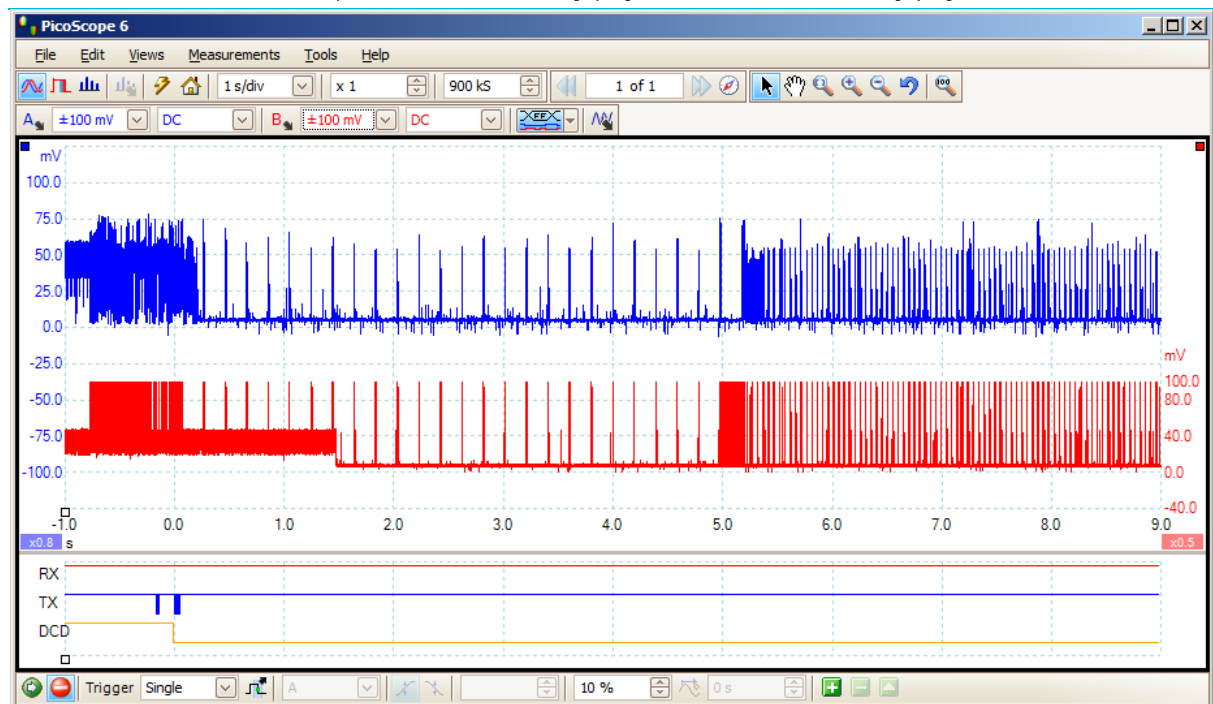 PicoScope 6
File Edit Views Measurements Tools Help
1 s/div x 1 900 kS 1 of 1
A ±100 mV DC B ±100 mV DC
mV
100.0
75.0
50.0
25.0
0.0
-25.0
-50.0
-75.0
-100.0
mV
100.0
80.0
40.0
0.0
-40.0
-1.0 0.0 1.0 2.0 3.0 4.0 5.0 6.0 7.0 8.0 9.0
x0.8 s x0.5
RX
TX
DCD
Trigger Single A 10 % 0 s